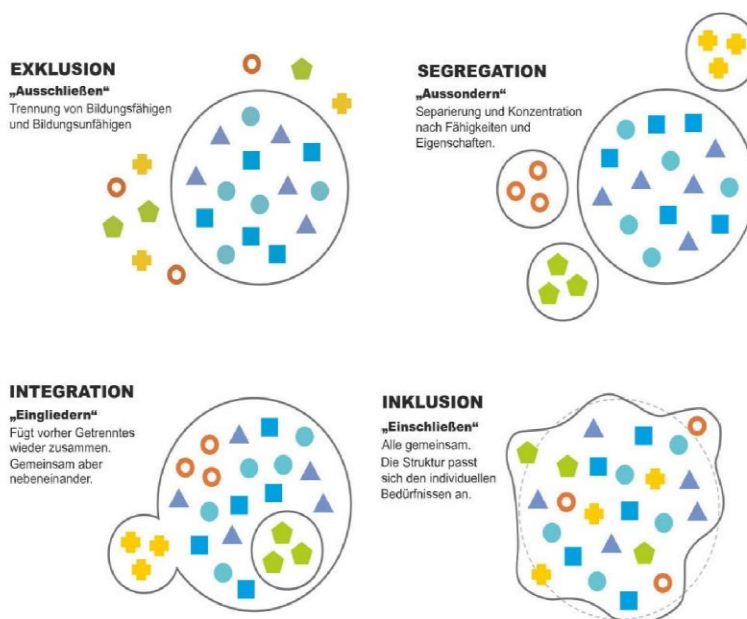 EXKLUSION
„Ausschließen“
Trennung von Bildungsfähigen
und Bildungsunfähigen
SEGREGATION
„Aussondern“
Separierung und Konzentration
nach Fähigkeiten und
Eigenschaften.
INTEGRATION
„Eingliedern“
Fügt vorher Getrenntes
wieder zusammen.
Gemeinsam aber
nebeneinander.
INKLUSION
„Einschließen“
Alle gemeinsam.
Die Struktur passt
sich den individuellen
Bedürfnissen an.